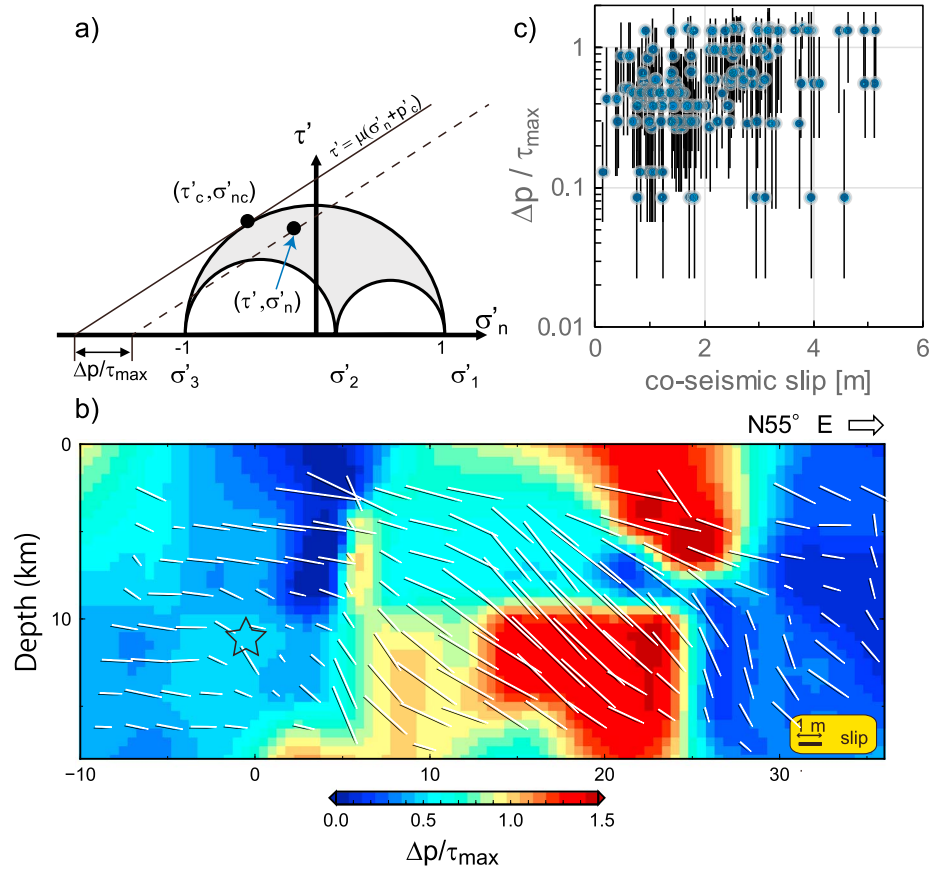 a)
τ'
τ'=μ(σ'n+p'c)
(τ'c,σ'nc)
(τ',σ'n)
σ'n
-1
1
Δp/τmax
σ'3
σ'2
σ'1
c)
Δp / τmax
1
0.1
0.01
0
2
4
6
co-seismic slip [m]
b)
N55° E
Depth (km)
0
10
1 m
slip
−10
0
10
20
30
0.0
0.5
1.0
1.5
Δp/τmax